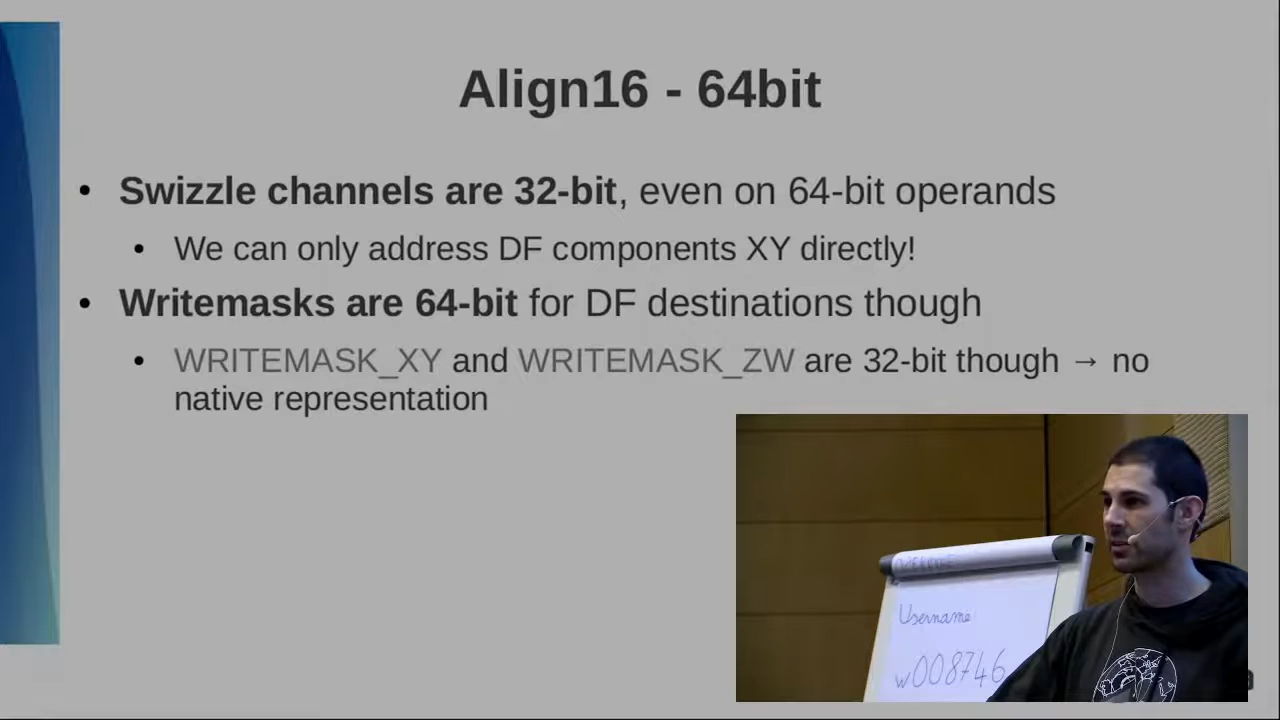 Align16 - 64bit
• Swizzle channels are 32-bit, even on 64-bit operands
• We can only address DF components XY directly!
• Writemasks are 64-bit for DF destinations though
• WRITEMASK_XY and WRITEMASK_ZW are 32-bit though → no
native representation
Username
w008746